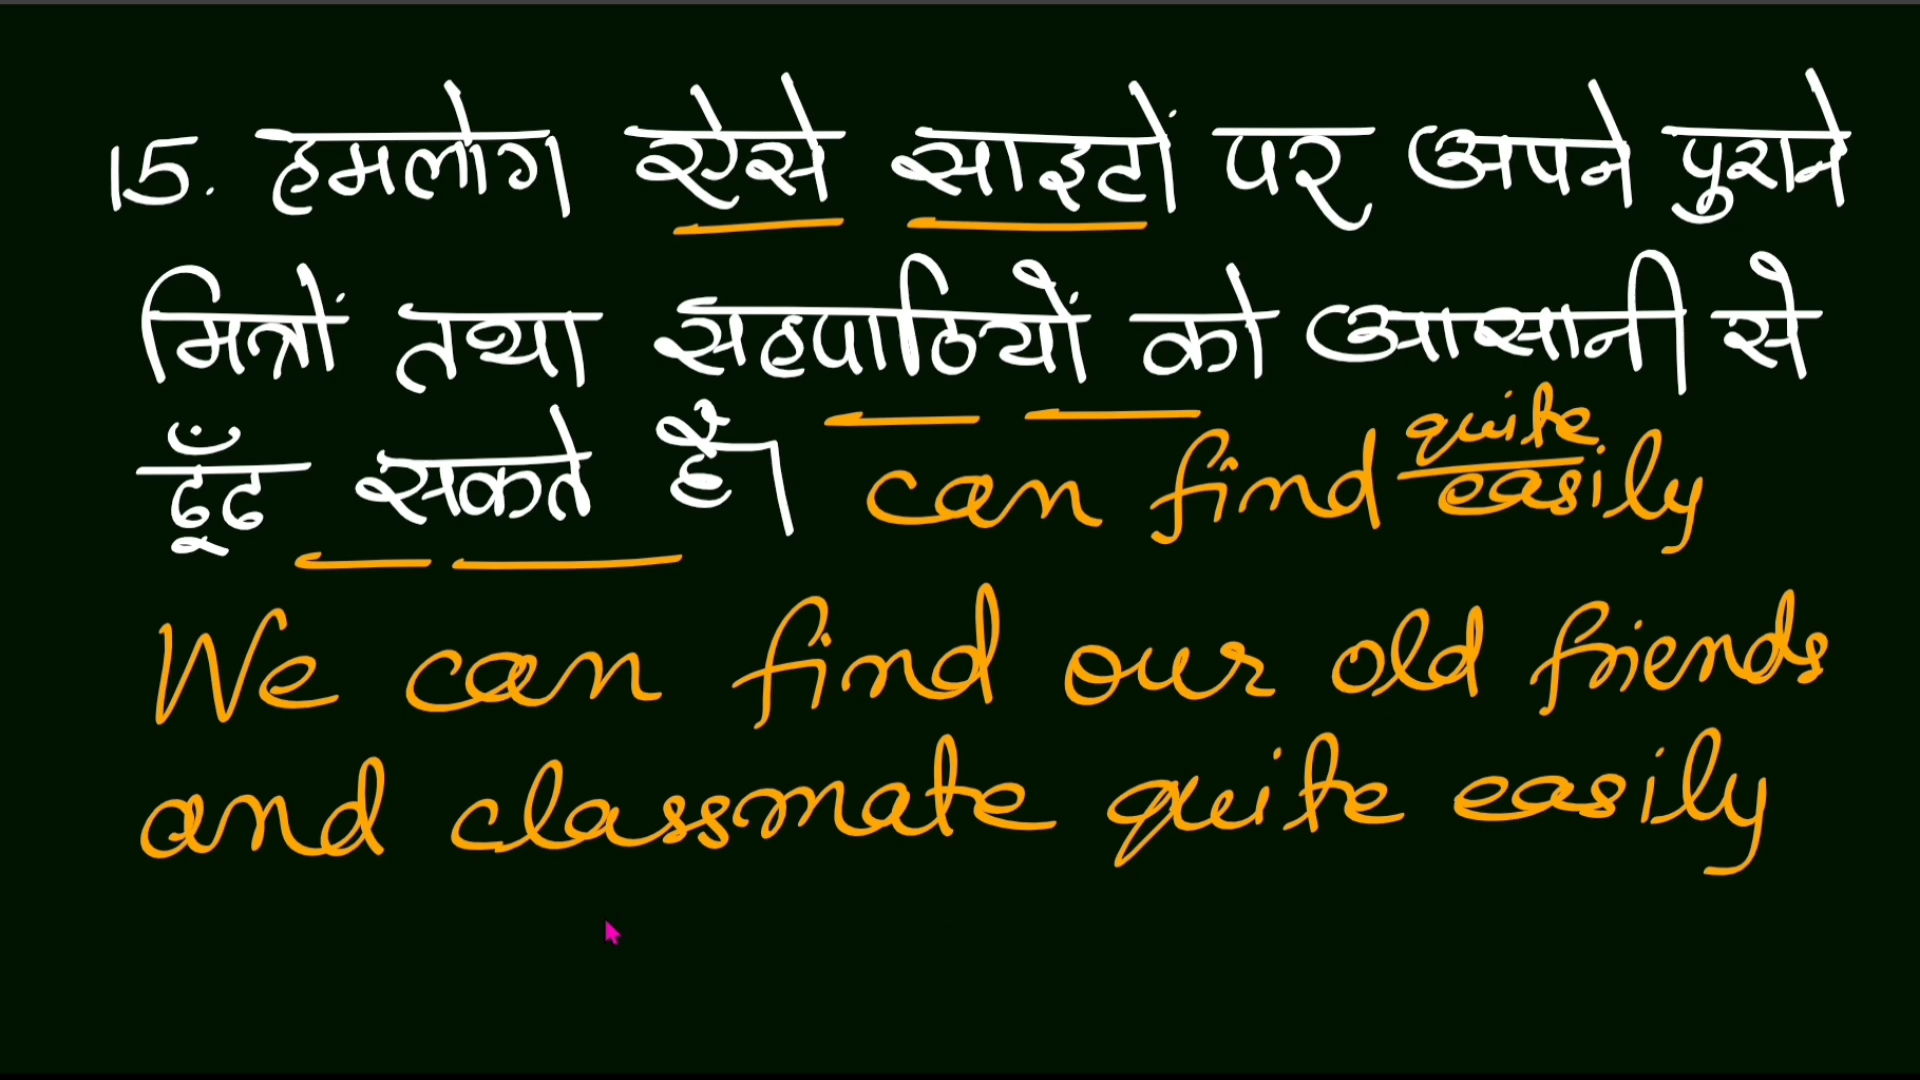 15. हमलोग ऐसे साइटों पर अपने पुराने
मित्रों तथा सहपाठियों को आसानी से
ढूँढ सकते हैं। can find quite easily
We can find our old friends
and classmate quite easily